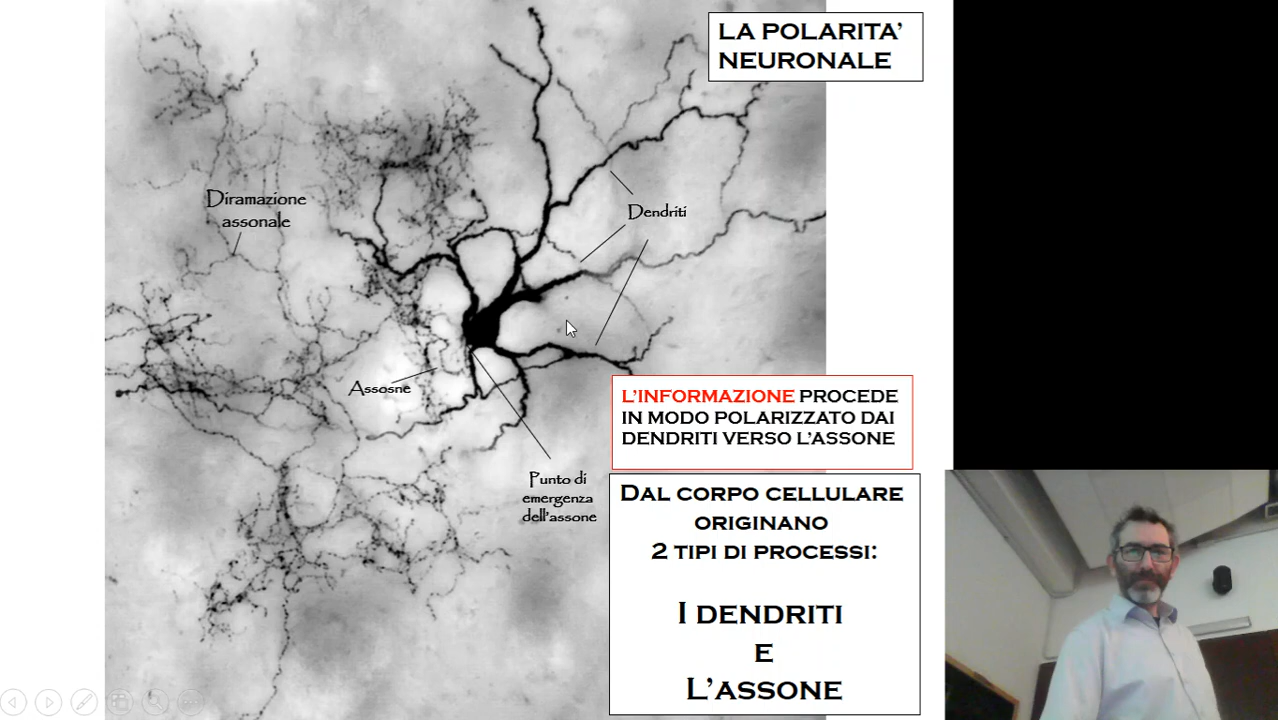 LA POLARITA’
NEURONALE
Diramazione
assonale
Dendriti
Assosne
L’INFORMAZIONE PROCEDE
IN MODO POLARIZZATO DAI
DENDRITI VERSO L’ASSONE
Punto di
emergenza
dell’assone
DAL CORPO CELLULARE
ORIGINANO
2 TIPI DI PROCESSI:
I DENDRITI
E
L’ASSONE